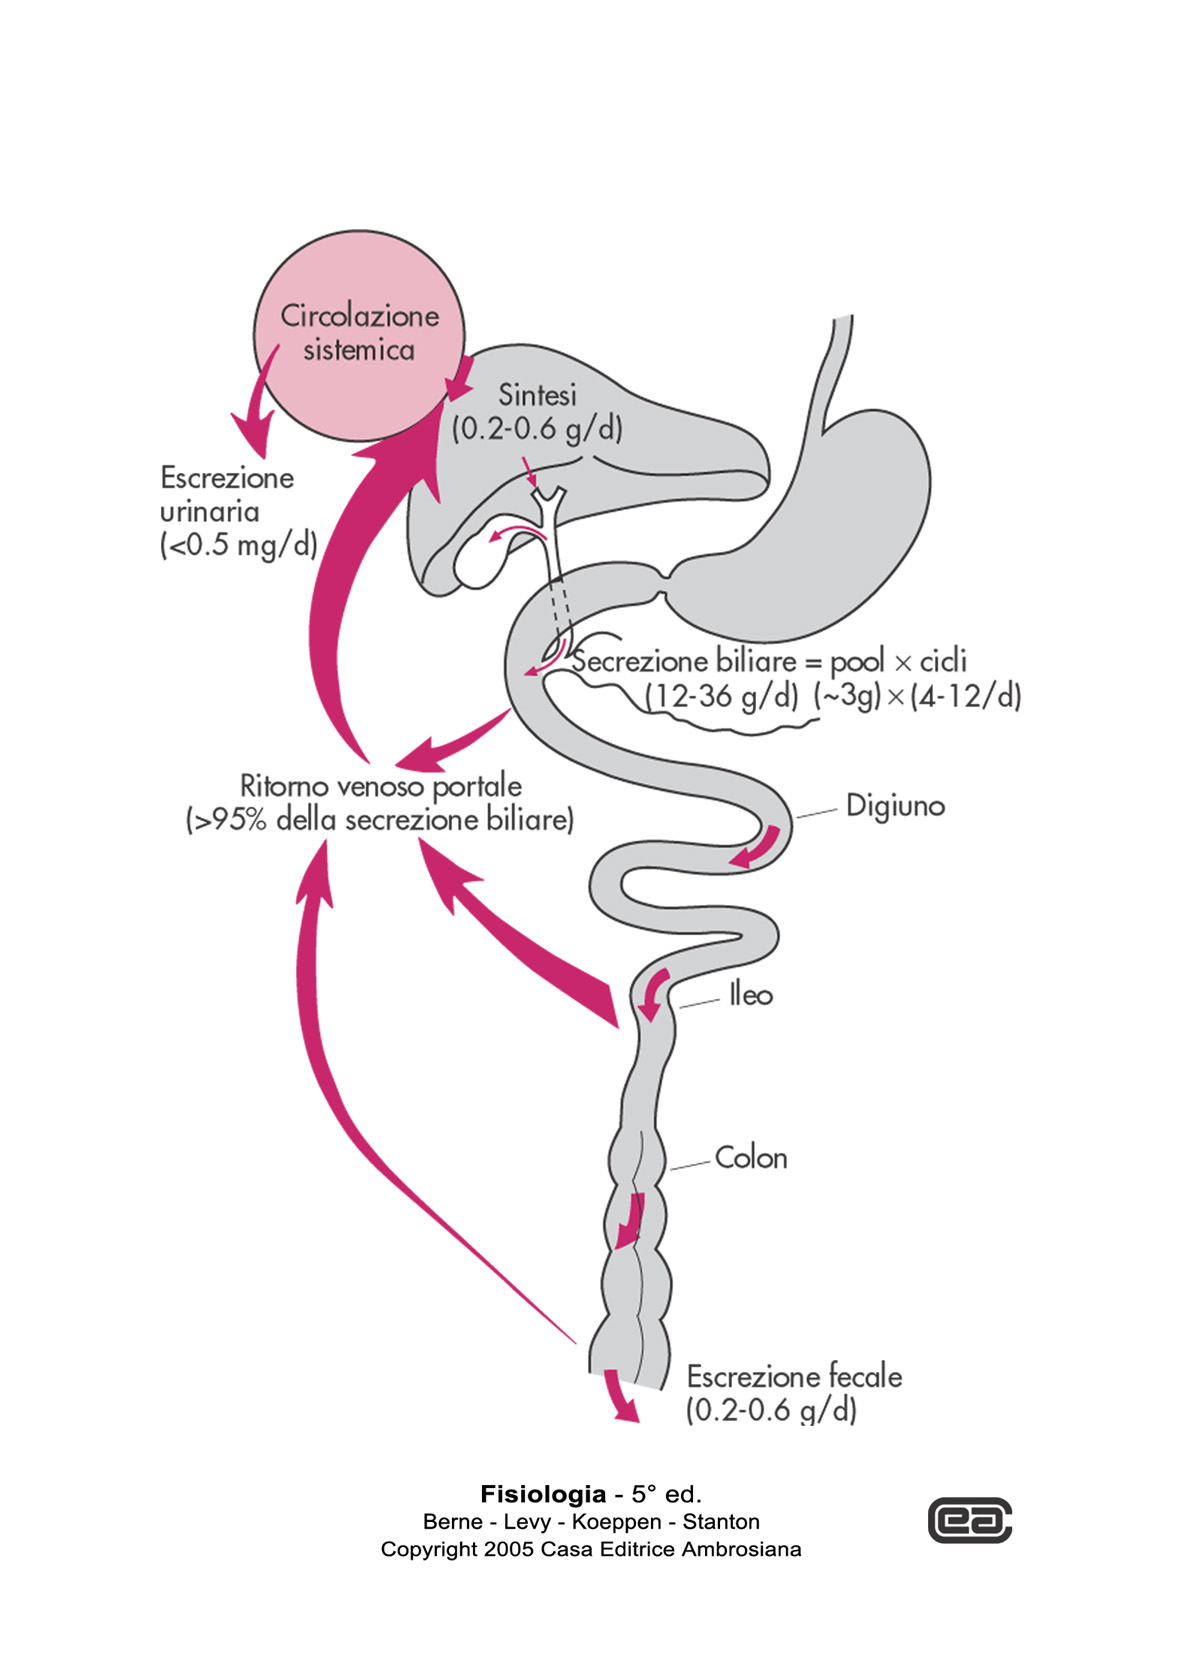 Circolazione
sistemica
Sintesi
(0.2-0.6 g/d)
Escrezione
urinaria
(<0.5 mg/d)
Secrezione biliare = pool × cicli
(12-36 g/d) (~3g) × (4-12/d)
Ritorno venoso portale
(>95% della secrezione biliare)
Digiuno
Ileo
Colon
Escrezione fecale
(0.2-0.6 g/d)
Fisiologia - 5° ed.
Berne - Levy - Koeppen - Stanton
Copyright 2005 Casa Editrice Ambrosiana
cea